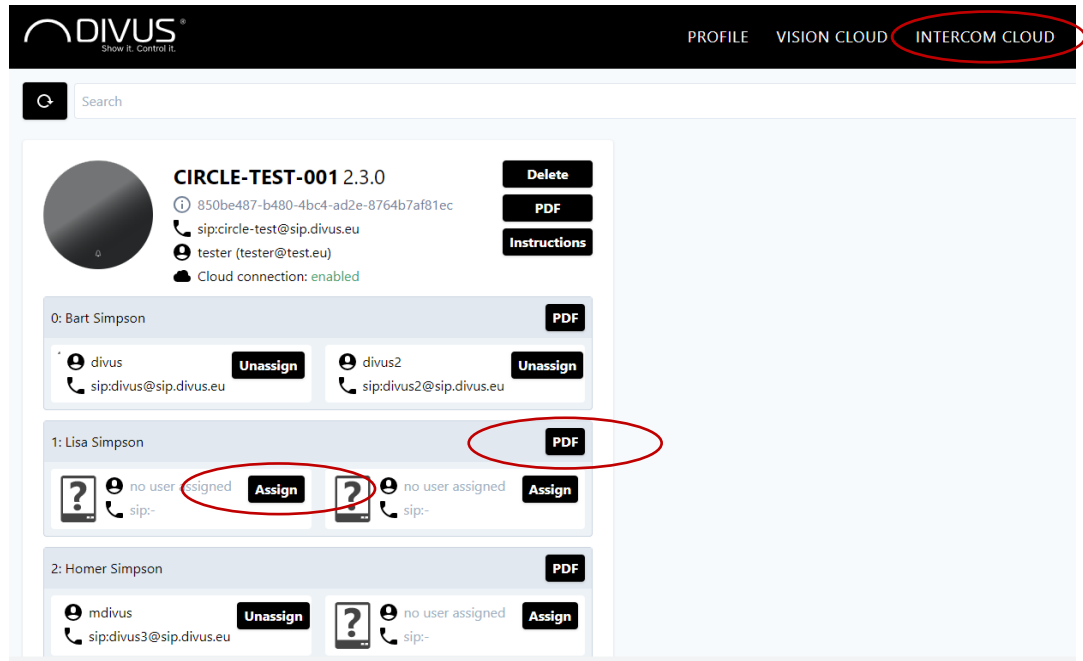 DIVUS®
Show it. Control it.
PROFILE VISION CLOUD INTERCOM CLOUD
Search
CIRCLE-TEST-001 2.3.0
Delete
850be487-b480-4bc4-ad2e-8764b7af81ec
PDF
sip:circle-test@sip.divus.eu
Instructions
tester (tester@test.eu)
Cloud connection: enabled
0: Bart Simpson PDF
divus Unassign divus2 Unassign
sip:divus@sip.divus.eu sip:divus2@sip.divus.eu
1: Lisa Simpson PDF
? no user assigned Assign ? no user assigned Assign
sip:- sip:-
2: Homer Simpson PDF
mdivus Unassign ? no user assigned Assign
sip:divus3@sip.divus.eu sip:-